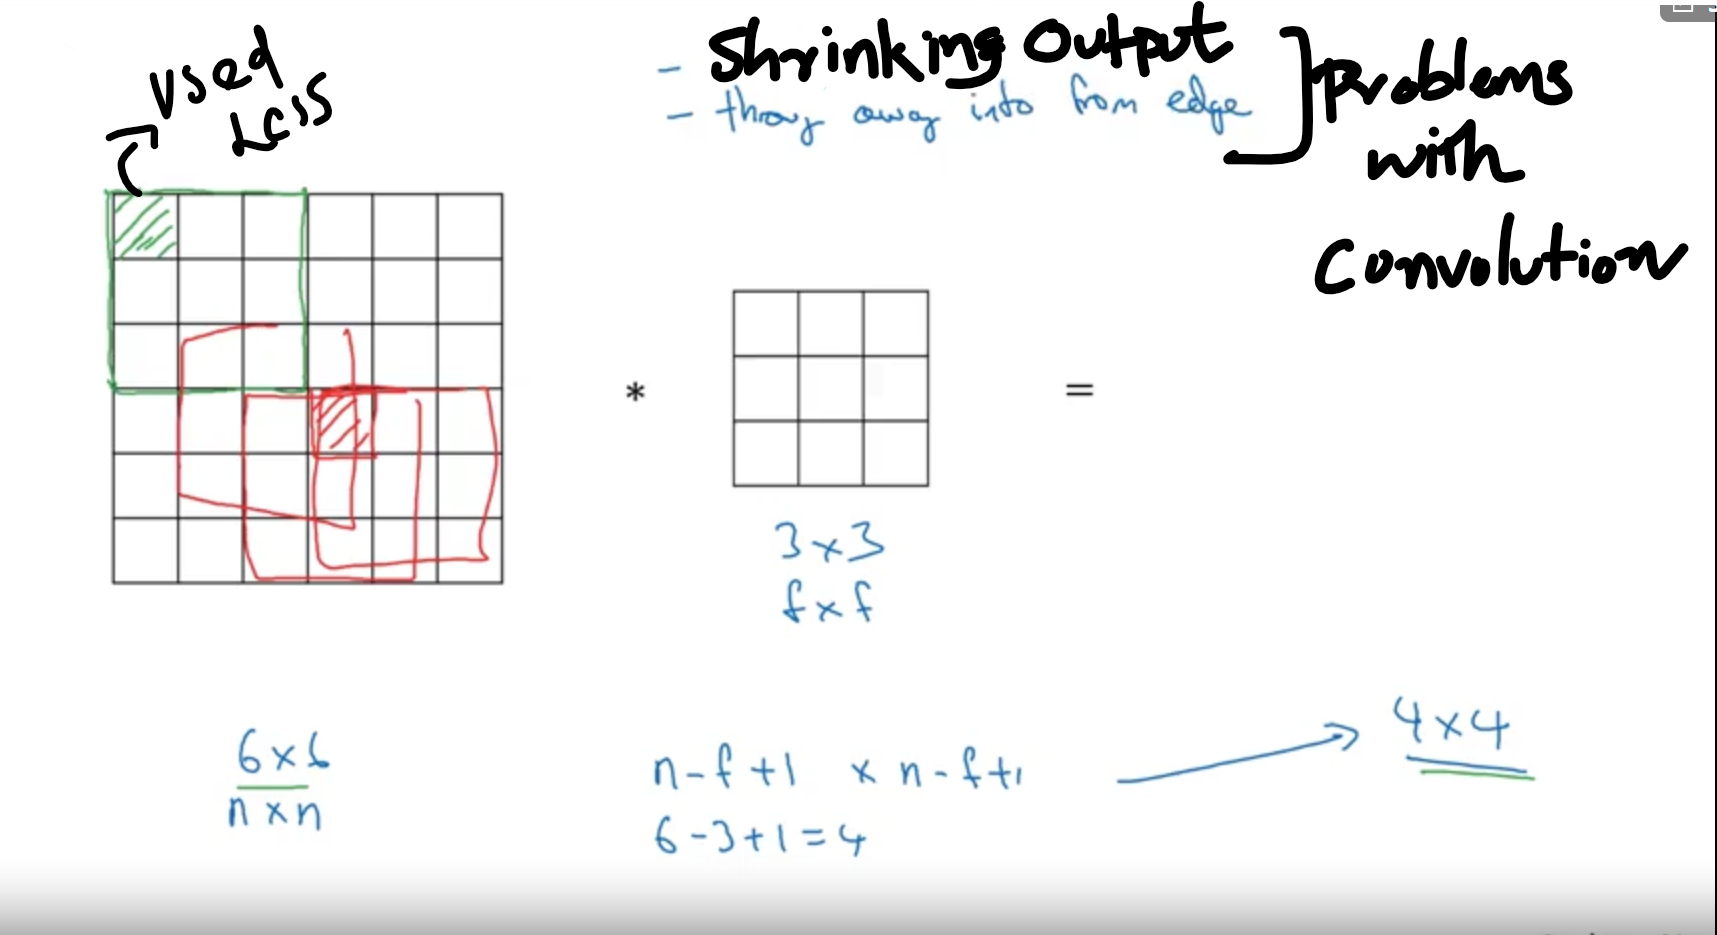 Used
Less
- Shrinking Output
- throw away info from edge
Problems
with
Convolution
*
=
3x3
fxf
6x6
nxn
n-f+1 x n-f+1
6-3+1=4
4x4